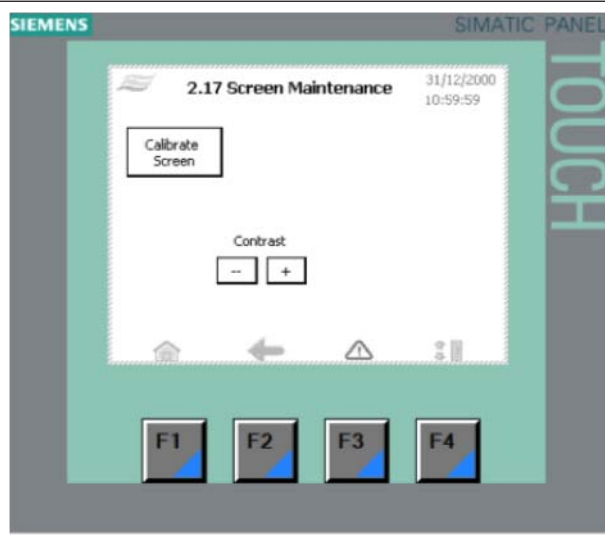 SIEMENS
SIMATIC PANEL
TOUCH
2.17 Screen Maintenance
31/12/2000
10:59:59
Calibrate
Screen
Contrast
-- +
F1 F2 F3 F4